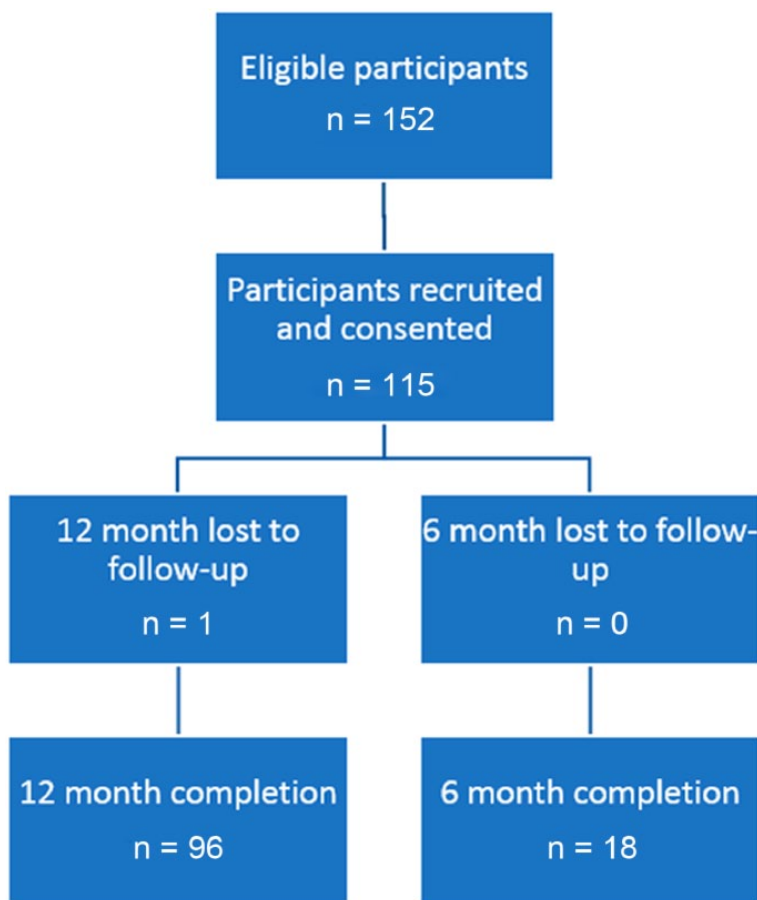 Eligible participants
n = 152
Participants recruited
and consented
n = 115
12 month lost to
follow-up
n = 1
6 month lost to follow-
up
n = 0
12 month completion
n = 96
6 month completion
n = 18